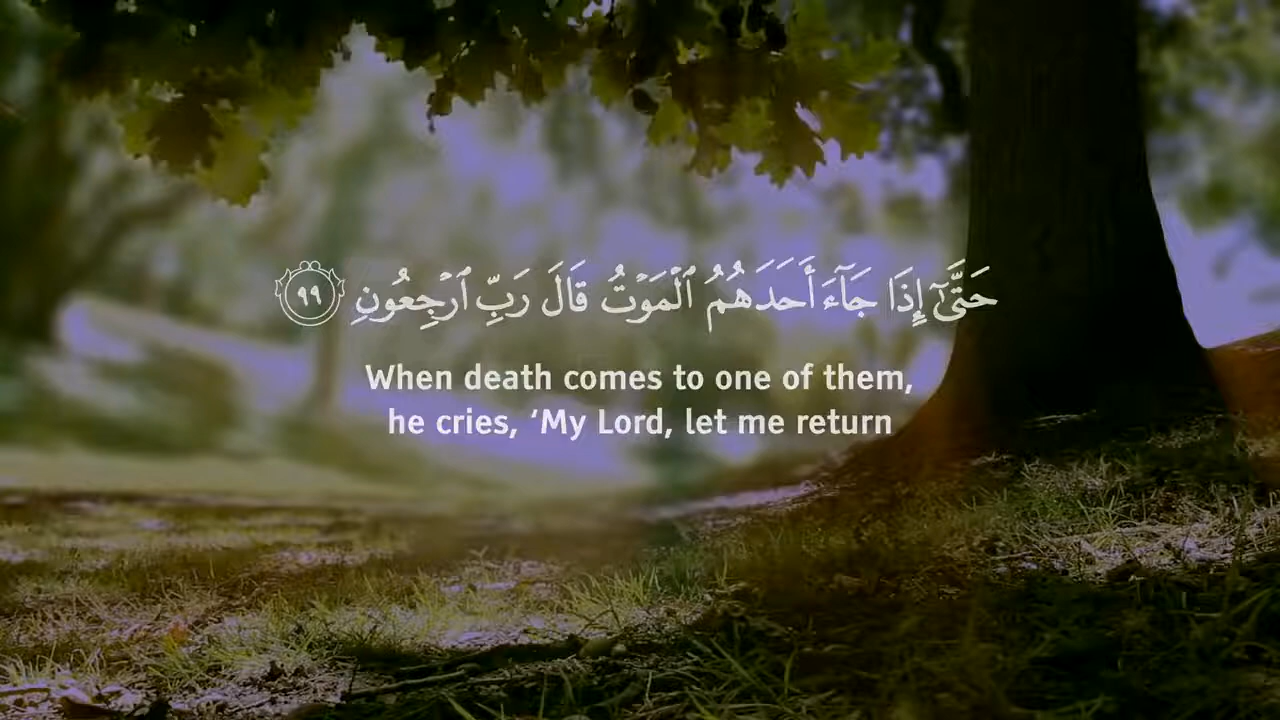 حَتَّىٰٓ إِذَا جَآءَ أَحَدَهُمُ ٱلْمَوْتُ قَالَ رَبِّ ٱرْجِعُونِ ٩٩
When death comes to one of them,
he cries, ‘My Lord, let me return